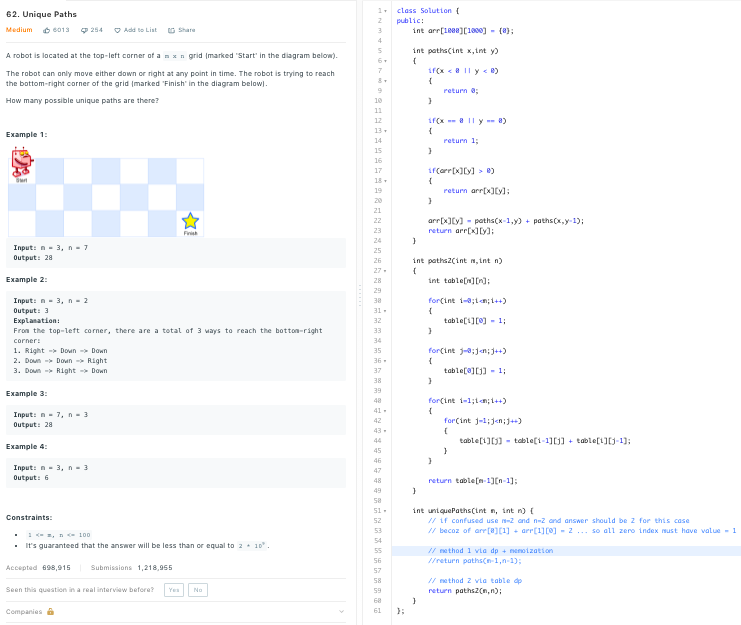 62. Unique Paths
Medium 6013 254 Add to List Share
A robot is located at the top-left corner of a m x n grid (marked 'Start' in the diagram below).
The robot can only move either down or right at any point in time. The robot is trying to reach
the bottom-right corner of the grid (marked 'Finish' in the diagram below).
How many possible unique paths are there?
Example 1:
Start
Finish
Input: m = 3, n = 7
Output: 28
Example 2:
Input: m = 3, n = 2
Output: 3
Explanation:
From the top-left corner, there are a total of 3 ways to reach the bottom-right
corner:
1. Right -> Down -> Down
2. Down -> Down -> Right
3. Down -> Right -> Down
Example 3:
Input: m = 7, n = 3
Output: 28
Example 4:
Input: m = 3, n = 3
Output: 6
Constraints:
• 1 <= m, n <= 100
• It's guaranteed that the answer will be less than or equal to 2 * 10⁹.
Accepted 698,915 Submissions 1,218,955
Seen this question in a real interview before? Yes No
Companies
1 class Solution {
2 public:
3 int arr[1000][1000] = {0};
4
5 int paths(int x,int y)
6 {
7 if(x < 0 || y < 0)
8 {
9 return 0;
10 }
11
12 if(x == 0 || y == 0)
13 {
14 return 1;
15 }
16
17 if(arr[x][y] > 0)
18 {
19 return arr[x][y];
20 }
21
22 arr[x][y] = paths(x-1,y) + paths(x,y-1);
23 return arr[x][y];
24 }
25
26 int paths2(int m,int n)
27 {
28 int table[m][n];
29
30 for(int i=0;i<m;i++)
31 {
32 table[i][0] = 1;
33 }
34
35 for(int j=0;j<n;j++)
36 {
37 table[0][j] = 1;
38 }
39
40 for(int i=1;i<m;i++)
41 {
42 for(int j=1;j<n;j++)
43 {
44 table[i][j] = table[i-1][j] + table[i][j-1];
45 }
46 }
47
48 return table[m-1][n-1];
49 }
50
51 int uniquePaths(int m, int n) {
52 // if confused use m=2 and n=2 and answer should be 2 for this case
53 // becoz of arr[0][1] + arr[1][0] = 2 ... so all zero index must have value = 1
54
55 // method 1 via dp + memoization
56 //return paths(m-1,n-1);
57
58 // method 2 via table dp
59 return paths2(m,n);
60 }
61 };